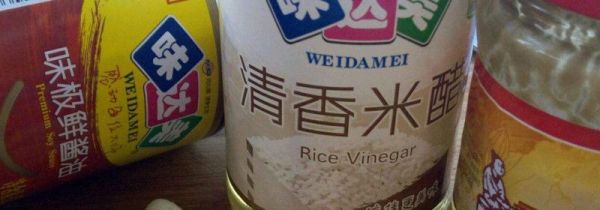 味达美
WEIDAMEI
味极鲜酱油
Premium Soy Sauce
味达美
WEIDAMEI
清香米醋
Rice Vinegar